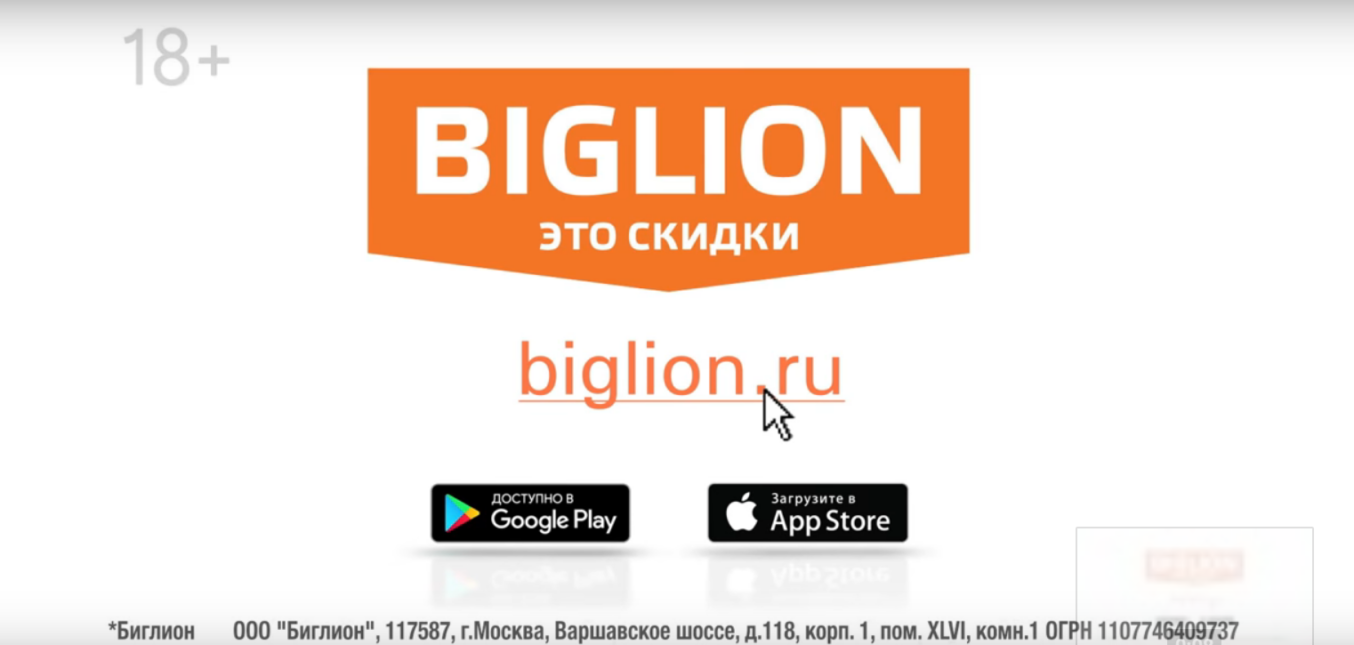 18+
BIGLION
ЭТО СКИДКИ
biglion.ru
ДОСТУПНО В
Google Play
Загрузите в
App Store
*Биглион ООО "Биглион", 117587, г.Москва, Варшавское шоссе, д.118, корп. 1, пом. XLVI, комн.1 ОГРН 1107746409737